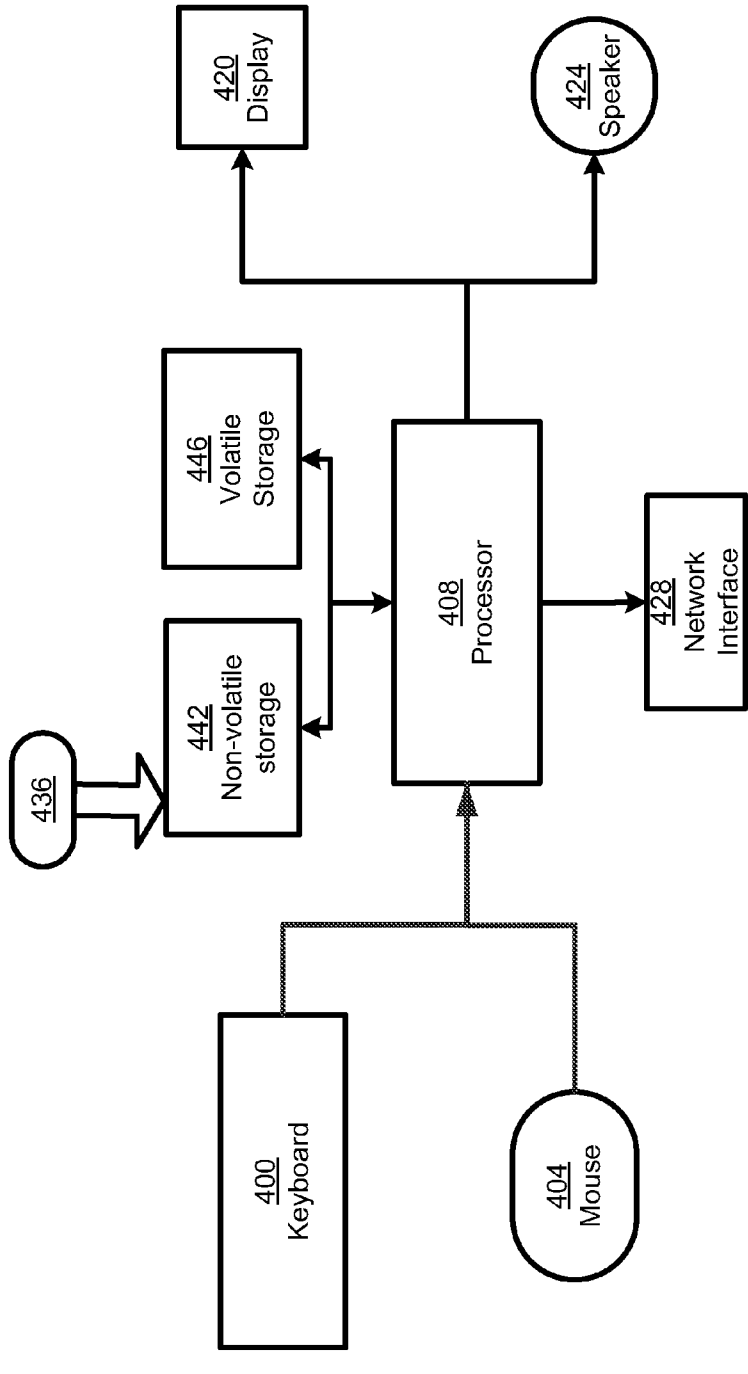 436
442
Non-volatile
storage
446
Volatile
Storage
420
Display
400
Keyboard
408
Processor
404
Mouse
424
Speaker
428
Network
Interface